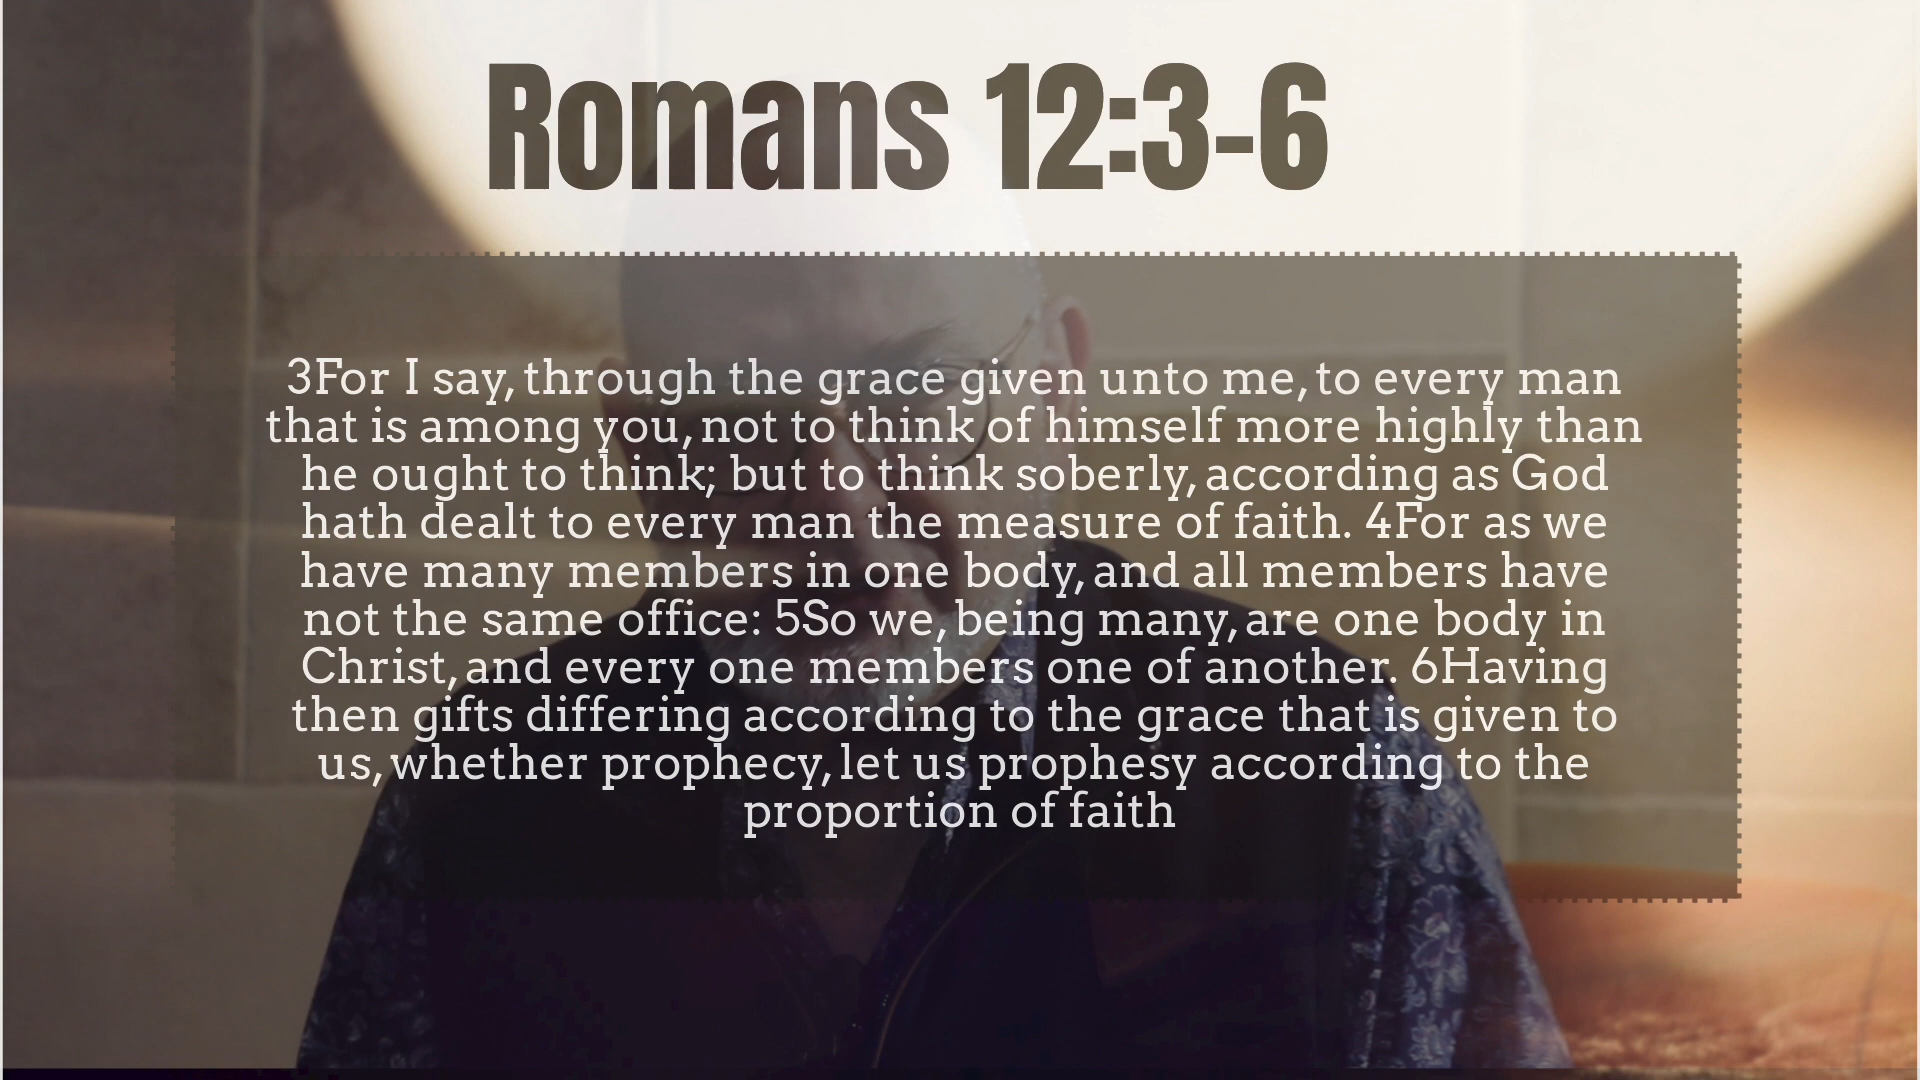 Romans 12:3-6
3For I say, through the grace given unto me, to every man
that is among you, not to think of himself more highly than
he ought to think; but to think soberly, according as God
hath dealt to every man the measure of faith. 4For as we
have many members in one body, and all members have
not the same office: 5So we, being many, are one body in
Christ, and every one members one of another. 6Having
then gifts differing according to the grace that is given to
us, whether prophecy, let us prophesy according to the
proportion of faith